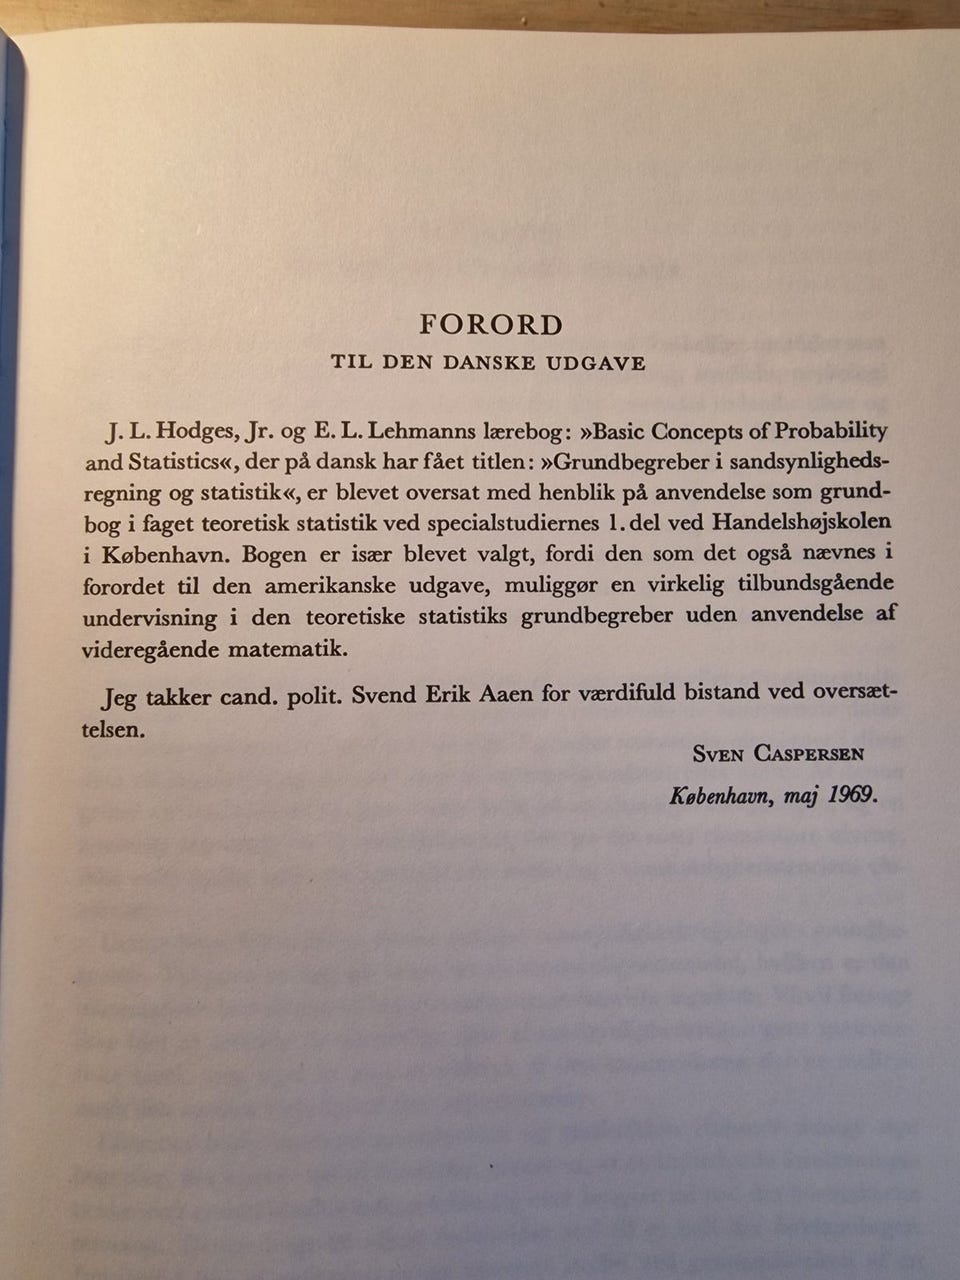 FORORD
TIL DEN DANSKE UDGAVE
J. L. Hodges, Jr. og E. L. Lehmanns lærebog: »Basic Concepts of Probability
and Statistics«, der på dansk har fået titlen: »Grundbegreber i sandsynligheds-
regning og statistik«, er blevet oversat med henblik på anvendelse som grund-
bog i faget teoretisk statistik ved specialstudiernes 1. del ved Handelshøjskolen
i København. Bogen er især blevet valgt, fordi den som det også nævnes i
forordet til den amerikanske udgave, muliggør en virkelig tilbundsgående
undervisning i den teoretiske statistiks grundbegreber uden anvendelse af
videregående matematik.
Jeg takker cand. polit. Svend Erik Aaen for værdifuld bistand ved oversæt-
telsen.
SVEN CASPERSEN
København, maj 1969.